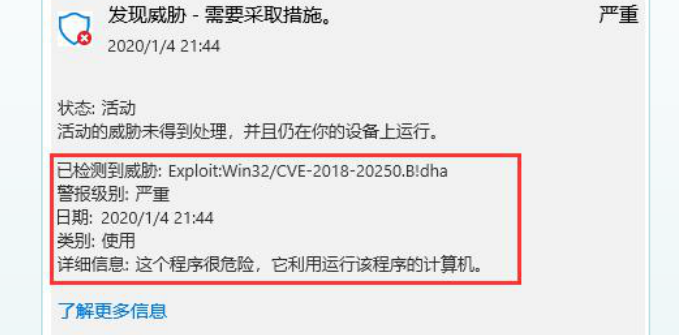 发现威胁 - 需要采取措施。
严重
2020/1/4 21:44
状态: 活动
活动的威胁未得到处理，并且仍在你的设备上运行。
已检测到威胁: Exploit:Win32/CVE-2018-20250.B!dha
警报级别: 严重
日期: 2020/1/4 21:44
类别: 使用
详细信息: 这个程序很危险，它利用运行该程序的计算机。
了解更多信息